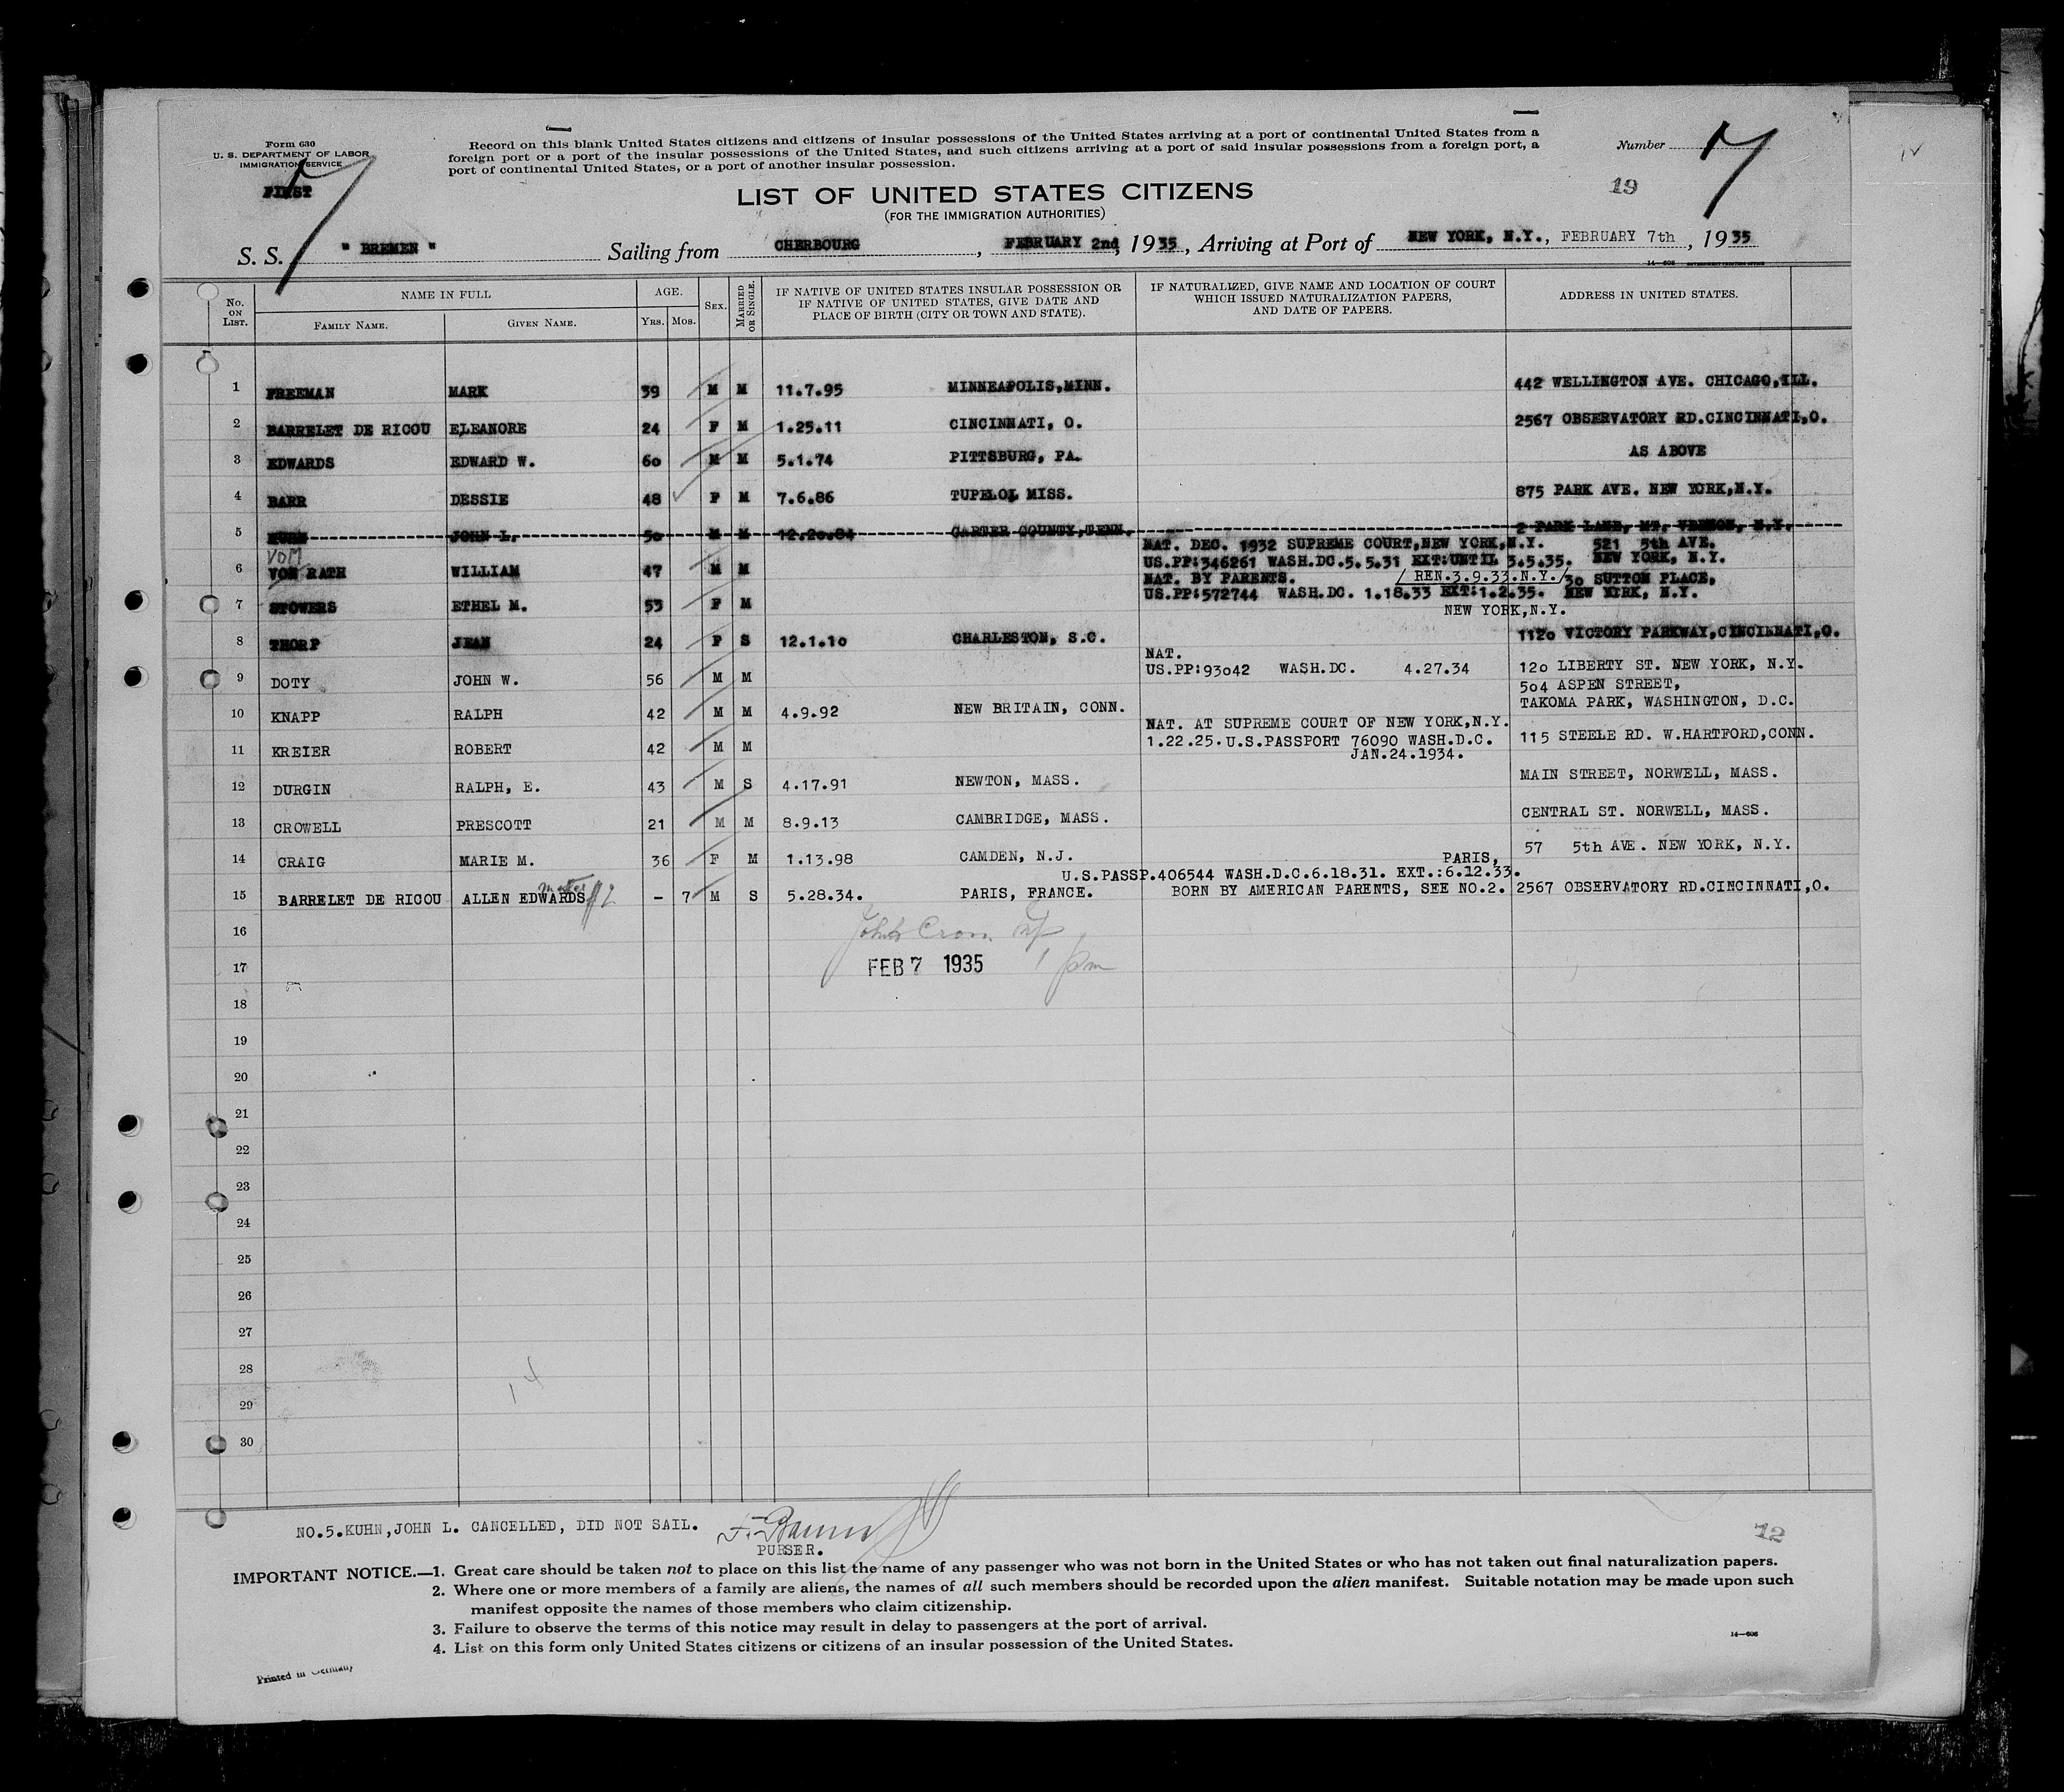 Form 630
U. S. DEPARTMENT OF LABOR
IMMIGRATION SERVICE
FIRST
Record on this blank United States citizens and citizens of insular possessions of the United States arriving at a port of continental United States from a
foreign port or a port of the insular possessions of the United States, and such citizens arriving at a port of said insular possessions from a foreign port, a
port of continental United States, or a port of another insular possession.
Number
19
LIST OF UNITED STATES CITIZENS
(FOR THE IMMIGRATION AUTHORITIES)
S. S. " BREMEN " Sailing from CHERBOURG, FEBRUARY 2nd, 1935, Arriving at Port of NEW YORK, N.Y., FEBRUARY 7th, 1935
No. ON LIST. NAME IN FULL FAMILY NAME. GIVEN NAME. AGE. YRS. MOS. SEX. MARRIED OR SINGLE. IF NATIVE OF UNITED STATES INSULAR POSSESSION OR IF NATIVE OF UNITED STATES, GIVE DATE AND PLACE OF BIRTH (CITY OR TOWN AND STATE). IF NATURALIZED, GIVE NAME AND LOCATION OF COURT WHICH ISSUED NATURALIZATION PAPERS, AND DATE OF PAPERS. ADDRESS IN UNITED STATES.
1 FREEMAN MARK 39 M M 11.7.95 MINNEAPOLIS,MINN. 442 WELLINGTON AVE. CHICAGO,ILL.
2 BARRELET DE RICOU ELEANORE 24 F M 1.25.11 CINCINNATI, O. 2567 OBSERVATORY RD.CINCINNATI,O.
3 EDWARDS EDWARD W. 60 M M 5.1.74 PITTSBURG, PA. AS ABOVE
4 BARR DESSIE 48 F M 7.6.86 TUPELO, MISS. 875 PARK AVE. NEW YORK,N.Y.
5 KUHN JOHN L. 50 M M 12.20.84 CARTER COUNTY,TENN. 2 PARK LANE, MT. VERNON, N.Y.
VOM
NAT. DEC. 1932 SUPREME COURT,NEW YORK,N.Y. 521 5th AVE.
6 VON RATH WILLIAM 47 M M US.PP:346261 WASH.DC.5.5.31 EXT:UNTIL 5.5.35. NEW YORK, N.Y.
NAT. BY PARENTS. / REN.3.9.33.N.Y./ 30 SUTTON PLACE,
7 STOWERS ETHEL M. 53 F M US.PP:572744 WASH.DC. 1.18.33 EXT:1.2.35. NEW YORK, N.Y.
NEW YORK,N.Y.
8 THORP JEAN 24 F S 12.1.10 CHARLESTON, S.C. 1120 VICTORY PARKWAY,CINCINNATI,O.
NAT.
9 DOTY JOHN W. 56 M M US.PP:93042 WASH.DC. 4.27.34 120 LIBERTY ST. NEW YORK, N.Y.
504 ASPEN STREET,
10 KNAPP RALPH 42 M M 4.9.92 NEW BRITAIN, CONN. TAKOMA PARK, WASHINGTON, D.C.
NAT. AT SUPREME COURT OF NEW YORK,N.Y.
11 KREIER ROBERT 42 M M 1.22.25.U.S.PASSPORT 76090 WASH.D.C. 115 STEELE RD. W.HARTFORD,CONN.
JAN.24.1934.
12 DURGIN RALPH, E. 43 M S 4.17.91 NEWTON, MASS. MAIN STREET, NORWELL, MASS.
13 CROWELL PRESCOTT 21 M M 8.9.13 CAMBRIDGE, MASS. CENTRAL ST. NORWELL, MASS.
14 CRAIG MARIE M. 36 F M 1.13.98 CAMDEN, N.J. 57 5th AVE. NEW YORK, N.Y.
PARIS,
U.S.PASSP.406544 WASH.D.C.6.18.31. EXT.:6.12.33.
15 BARRELET DE RICOU ALLEN EDWARDS - 7 M S 5.28.34. PARIS, FRANCE. BORN BY AMERICAN PARENTS, SEE NO.2. 2567 OBSERVATORY RD.CINCINNATI,O.
16
17 FEB 7 1935
18
19
20
21
22
23
24
25
26
27
28
29
30
14
NO.5.KUHN,JOHN L. CANCELLED, DID NOT SAIL.
PURSER.
12
IMPORTANT NOTICE.—1. Great care should be taken not to place on this list the name of any passenger who was not born in the United States or who has not taken out final naturalization papers.
2. Where one or more members of a family are aliens, the names of all such members should be recorded upon the alien manifest. Suitable notation may be made upon such
manifest opposite the names of those members who claim citizenship.
3. Failure to observe the terms of this notice may result in delay to passengers at the port of arrival.
4. List on this form only United States citizens or citizens of an insular possession of the United States.
14—608
Printed in Germany